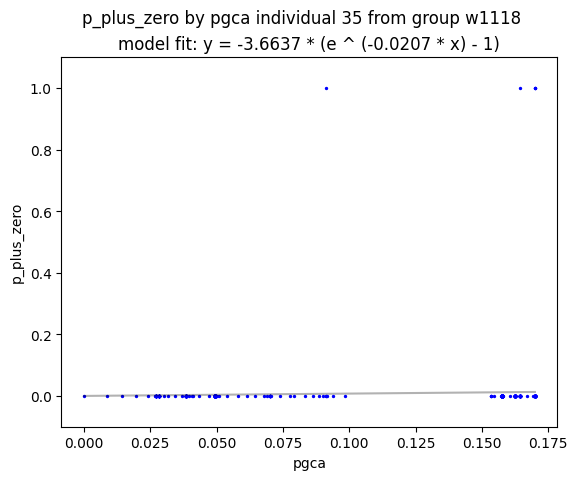 p_plus_zero by pgca individual 35 from group w1118
model fit: y = -3.6637 * (e ^ (-0.0207 * x) - 1)
1.0
0.8
0.6
0.4
0.2
0.0
p_plus_zero
0.000 0.025 0.050 0.075 0.100 0.125 0.150 0.175
pgca